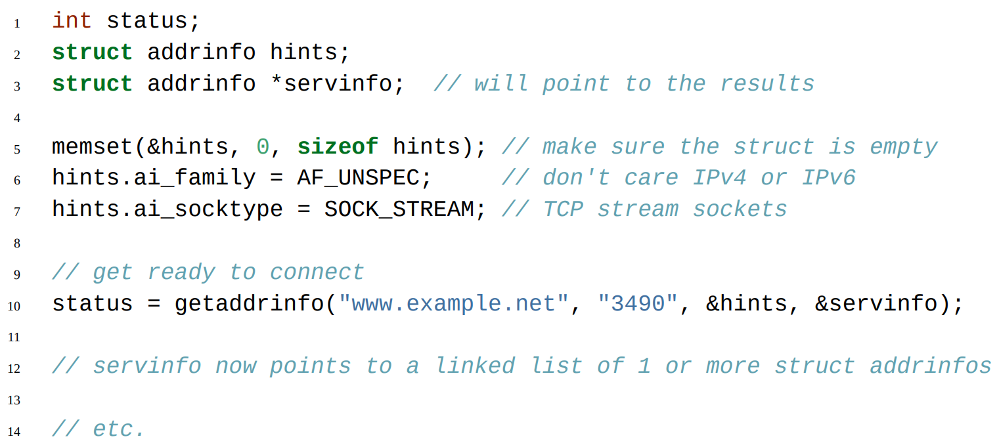 1 int status;
2 struct addrinfo hints;
3 struct addrinfo *servinfo;  // will point to the results
4
5 memset(&hints, 0, sizeof hints); // make sure the struct is empty
6 hints.ai_family = AF_UNSPEC;     // don't care IPv4 or IPv6
7 hints.ai_socktype = SOCK_STREAM; // TCP stream sockets
8
9 // get ready to connect
10 status = getaddrinfo("www.example.net", "3490", &hints, &servinfo);
11
12 // servinfo now points to a linked list of 1 or more struct addrinfos
13
14 // etc.